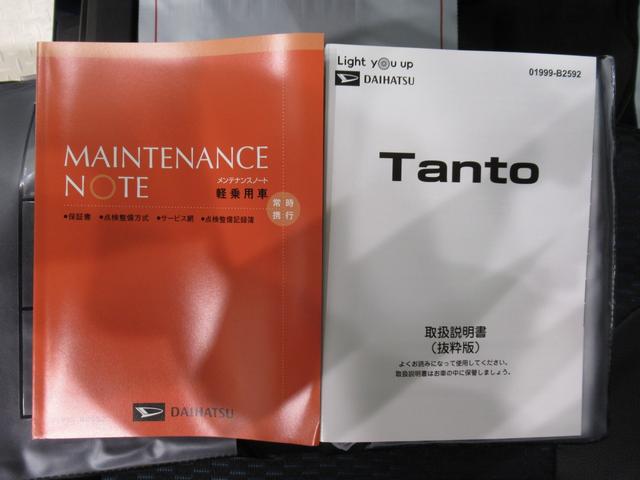 MAINTENANCE
NOTE
メンテナンスノート
軽乗用車
常時
携行
●保証書 ●点検整備方式 ●サービス網 ●点検整備記録簿
DAIHATSU
Light you up
DAIHATSU
01999-B2592
Tanto
取扱説明書
(抜粋版)
よくお読みになって使用してください。
取扱説明書はお車の中に保管しましょう。